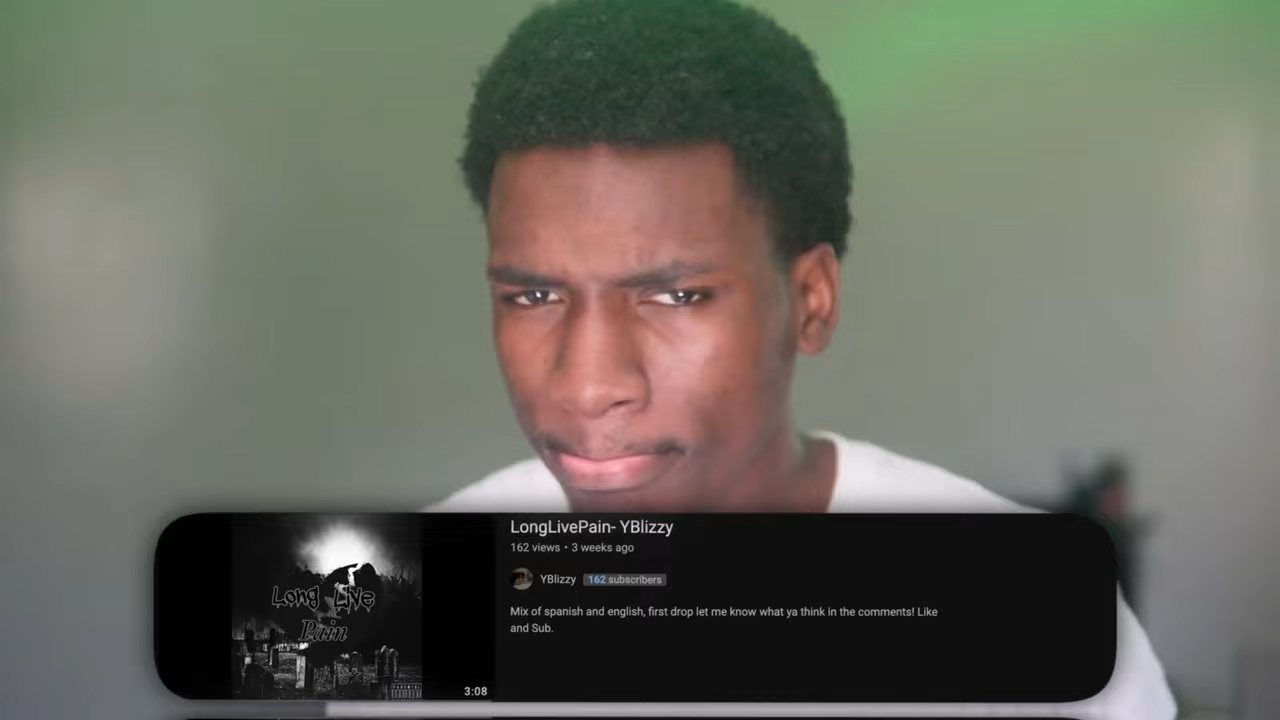 LongLivePain- YBlizzy
162 views • 3 weeks ago
YBlizzy 162 subscribers
Mix of spanish and english, first drop let me know what ya think in the comments! Like
and Sub.
Long Live
Pain
3:08